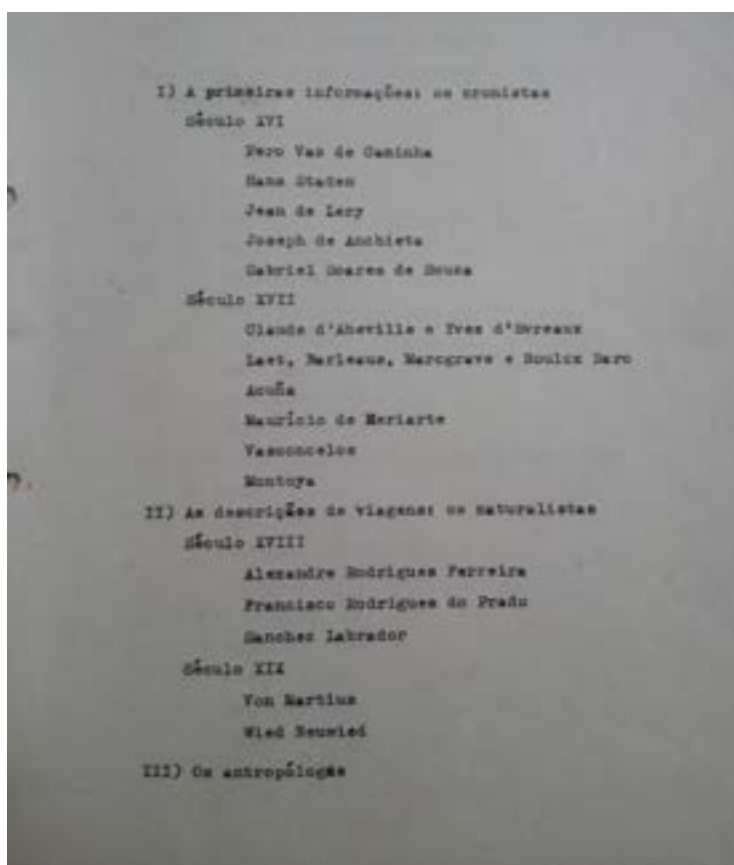 I) A primeiras informações: os cronistas
Século XVI
Pero Vas de Caminha
Hans Staden
Jean de Lery
Joseph de Anchieta
Gabriel Soares de Sousa
Século XVII
Claude d'Abeville e Yves d'Evreaux
Laet, Barleaus, Marcgrave e Roulox Baro
Acuña
Maurício de Heriarte
Vasconcelos
Montoya
II) As descrições de viagens: os naturalistas
Século XVIII
Alexandre Rodrigues Ferreira
Francisco Rodrigues do Prado
Sanches Labrador
Século XIX
Von Martius
Wied Neuwied
III) Os antropólogos